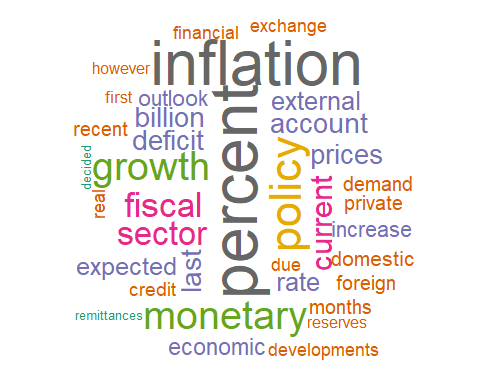 financial
exchange
inflation
however
first
outlook
external
billion
account
recent
deficit
percent
policy
prices
decided
growth
real
fiscal
current
demand
private
sector
increase
expected
last
due
domestic
credit
rate
foreign
remittances
monetary
months
reserves
economic
developments